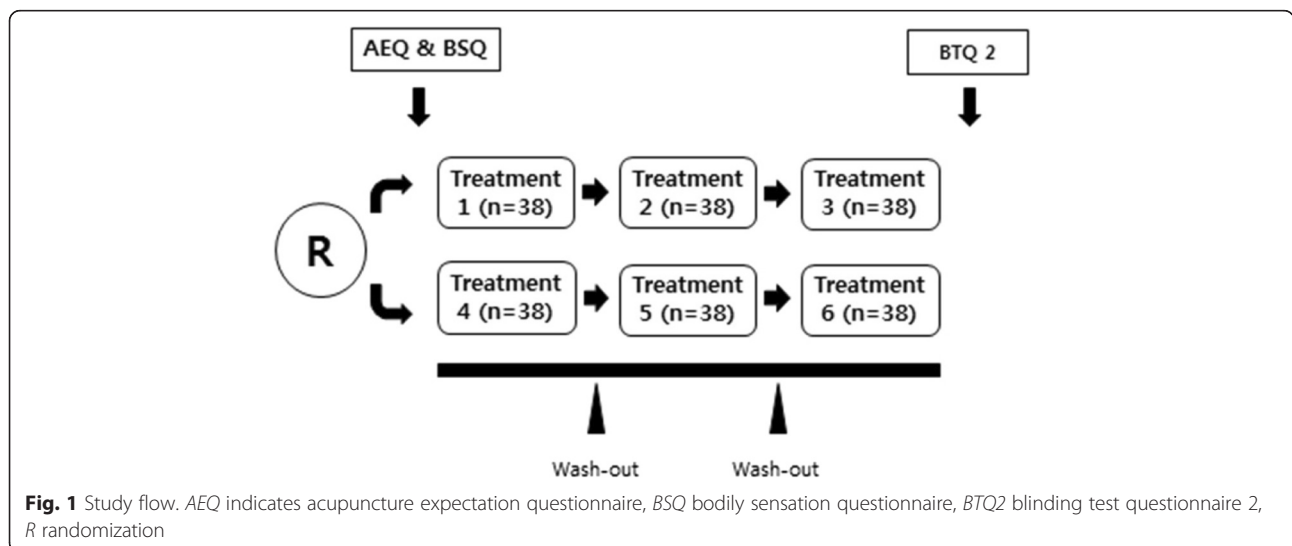 AEQ & BSQ
BTQ 2
Treatment
1 (n=38)
Treatment
2 (n=38)
Treatment
3 (n=38)
R
Treatment
4 (n=38)
Treatment
5 (n=38)
Treatment
6 (n=38)
Wash-out
Wash-out
Fig. 1 Study flow. AEQ indicates acupuncture expectation questionnaire, BSQ bodily sensation questionnaire, BTQ2 blinding test questionnaire 2,
R randomization